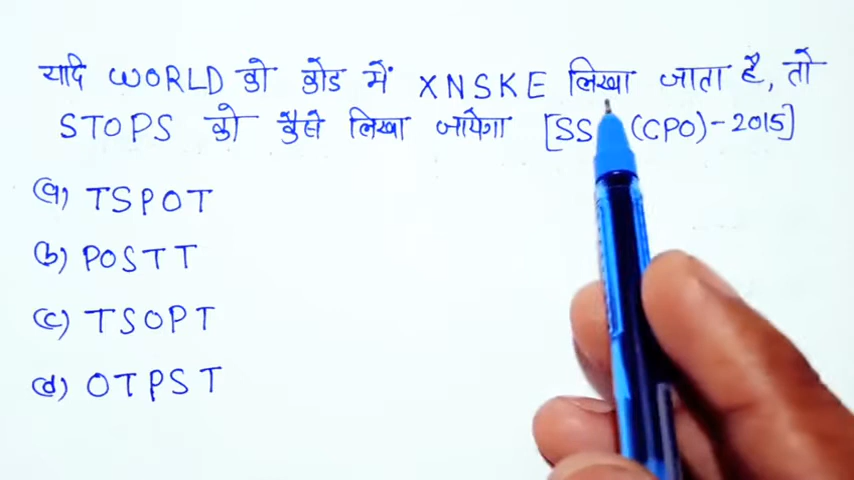 यदि WORLD को कोड में XNSKE लिखा जाता है, तो
STOPS को कैसे लिखा जायेगा [SS (CPO)-2015]
(a) TSPOT
(b) POSTT
(c) TSOPT
(d) OTPST